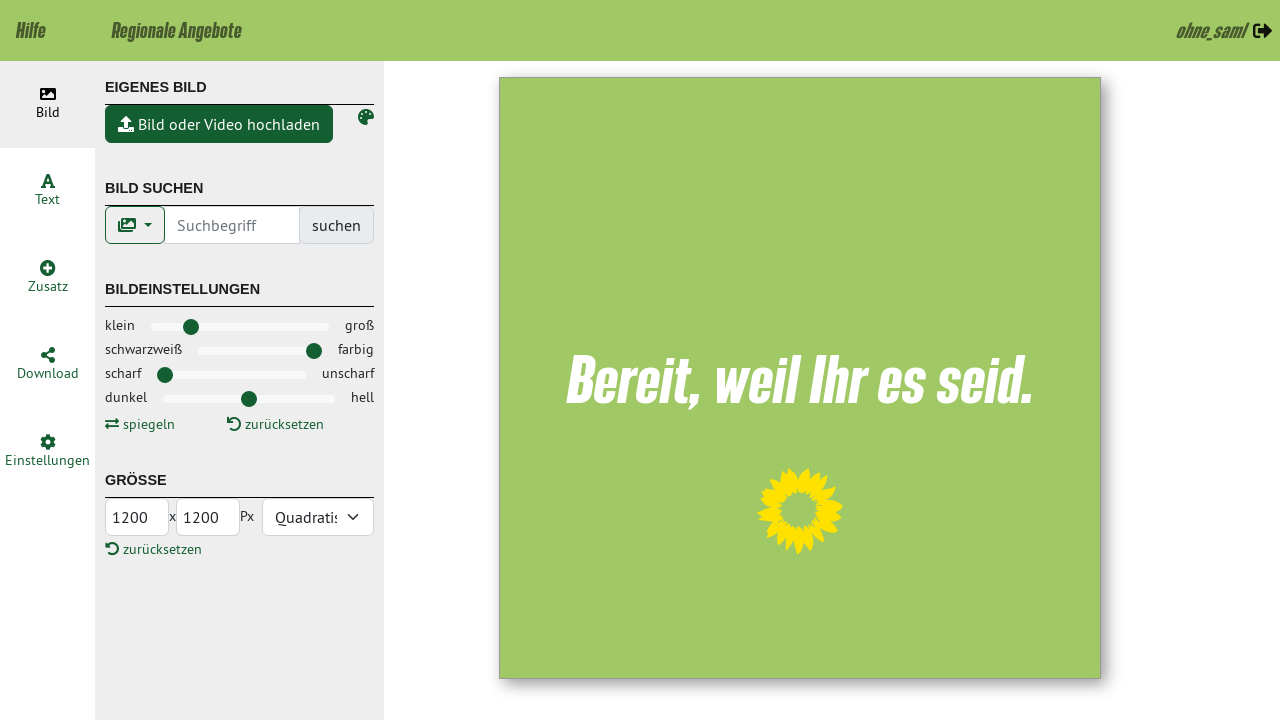 Hilfe
Regionale Angebote
ohne_saml
Bild
Text
Zusatz
Download
Einstellungen
EIGENES BILD
Bild oder Video hochladen
BILD SUCHEN
Suchbegriff
suchen
BILDEINSTELLUNGEN
klein groß
schwarzweiß farbig
scharf unscharf
dunkel hell
spiegeln zurücksetzen
GRÖSSE
1200 x 1200 Px Quadratis
zurücksetzen
Bereit, weil Ihr es seid.